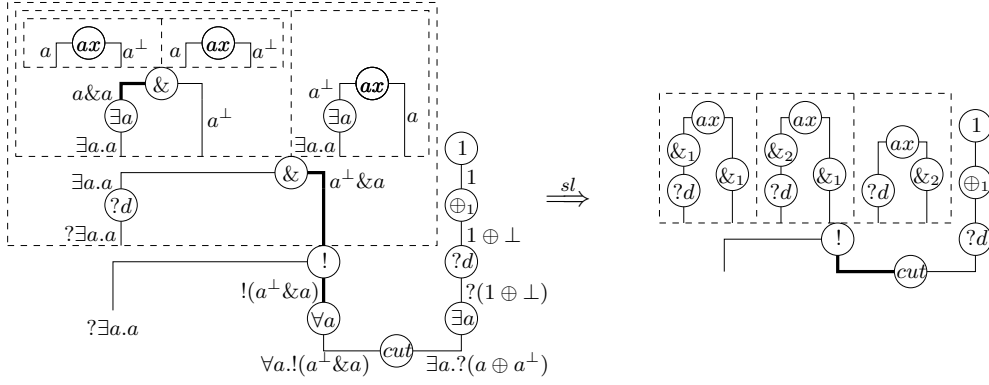 a ax a⊥ a ax a⊥
a&a &
a⊥ ax
∃a a⊥ ∃a a
∃a.a ∃a.a
& a⊥&a
∃a.a
?d
?∃a.a
!
!(a⊥&a)
?∃a.a
∀a
∀a.!(a⊥&a)
cut
∃a.?(a ⊕ a⊥)
1
1
⊕1
1 ⊕ ⊥
?d
?(1 ⊕ ⊥)
∃a
sl
⟹
ax ax ax
&1 &2
?d &1 ?d &1 ?d &2
!
cut
1
⊕1
?d